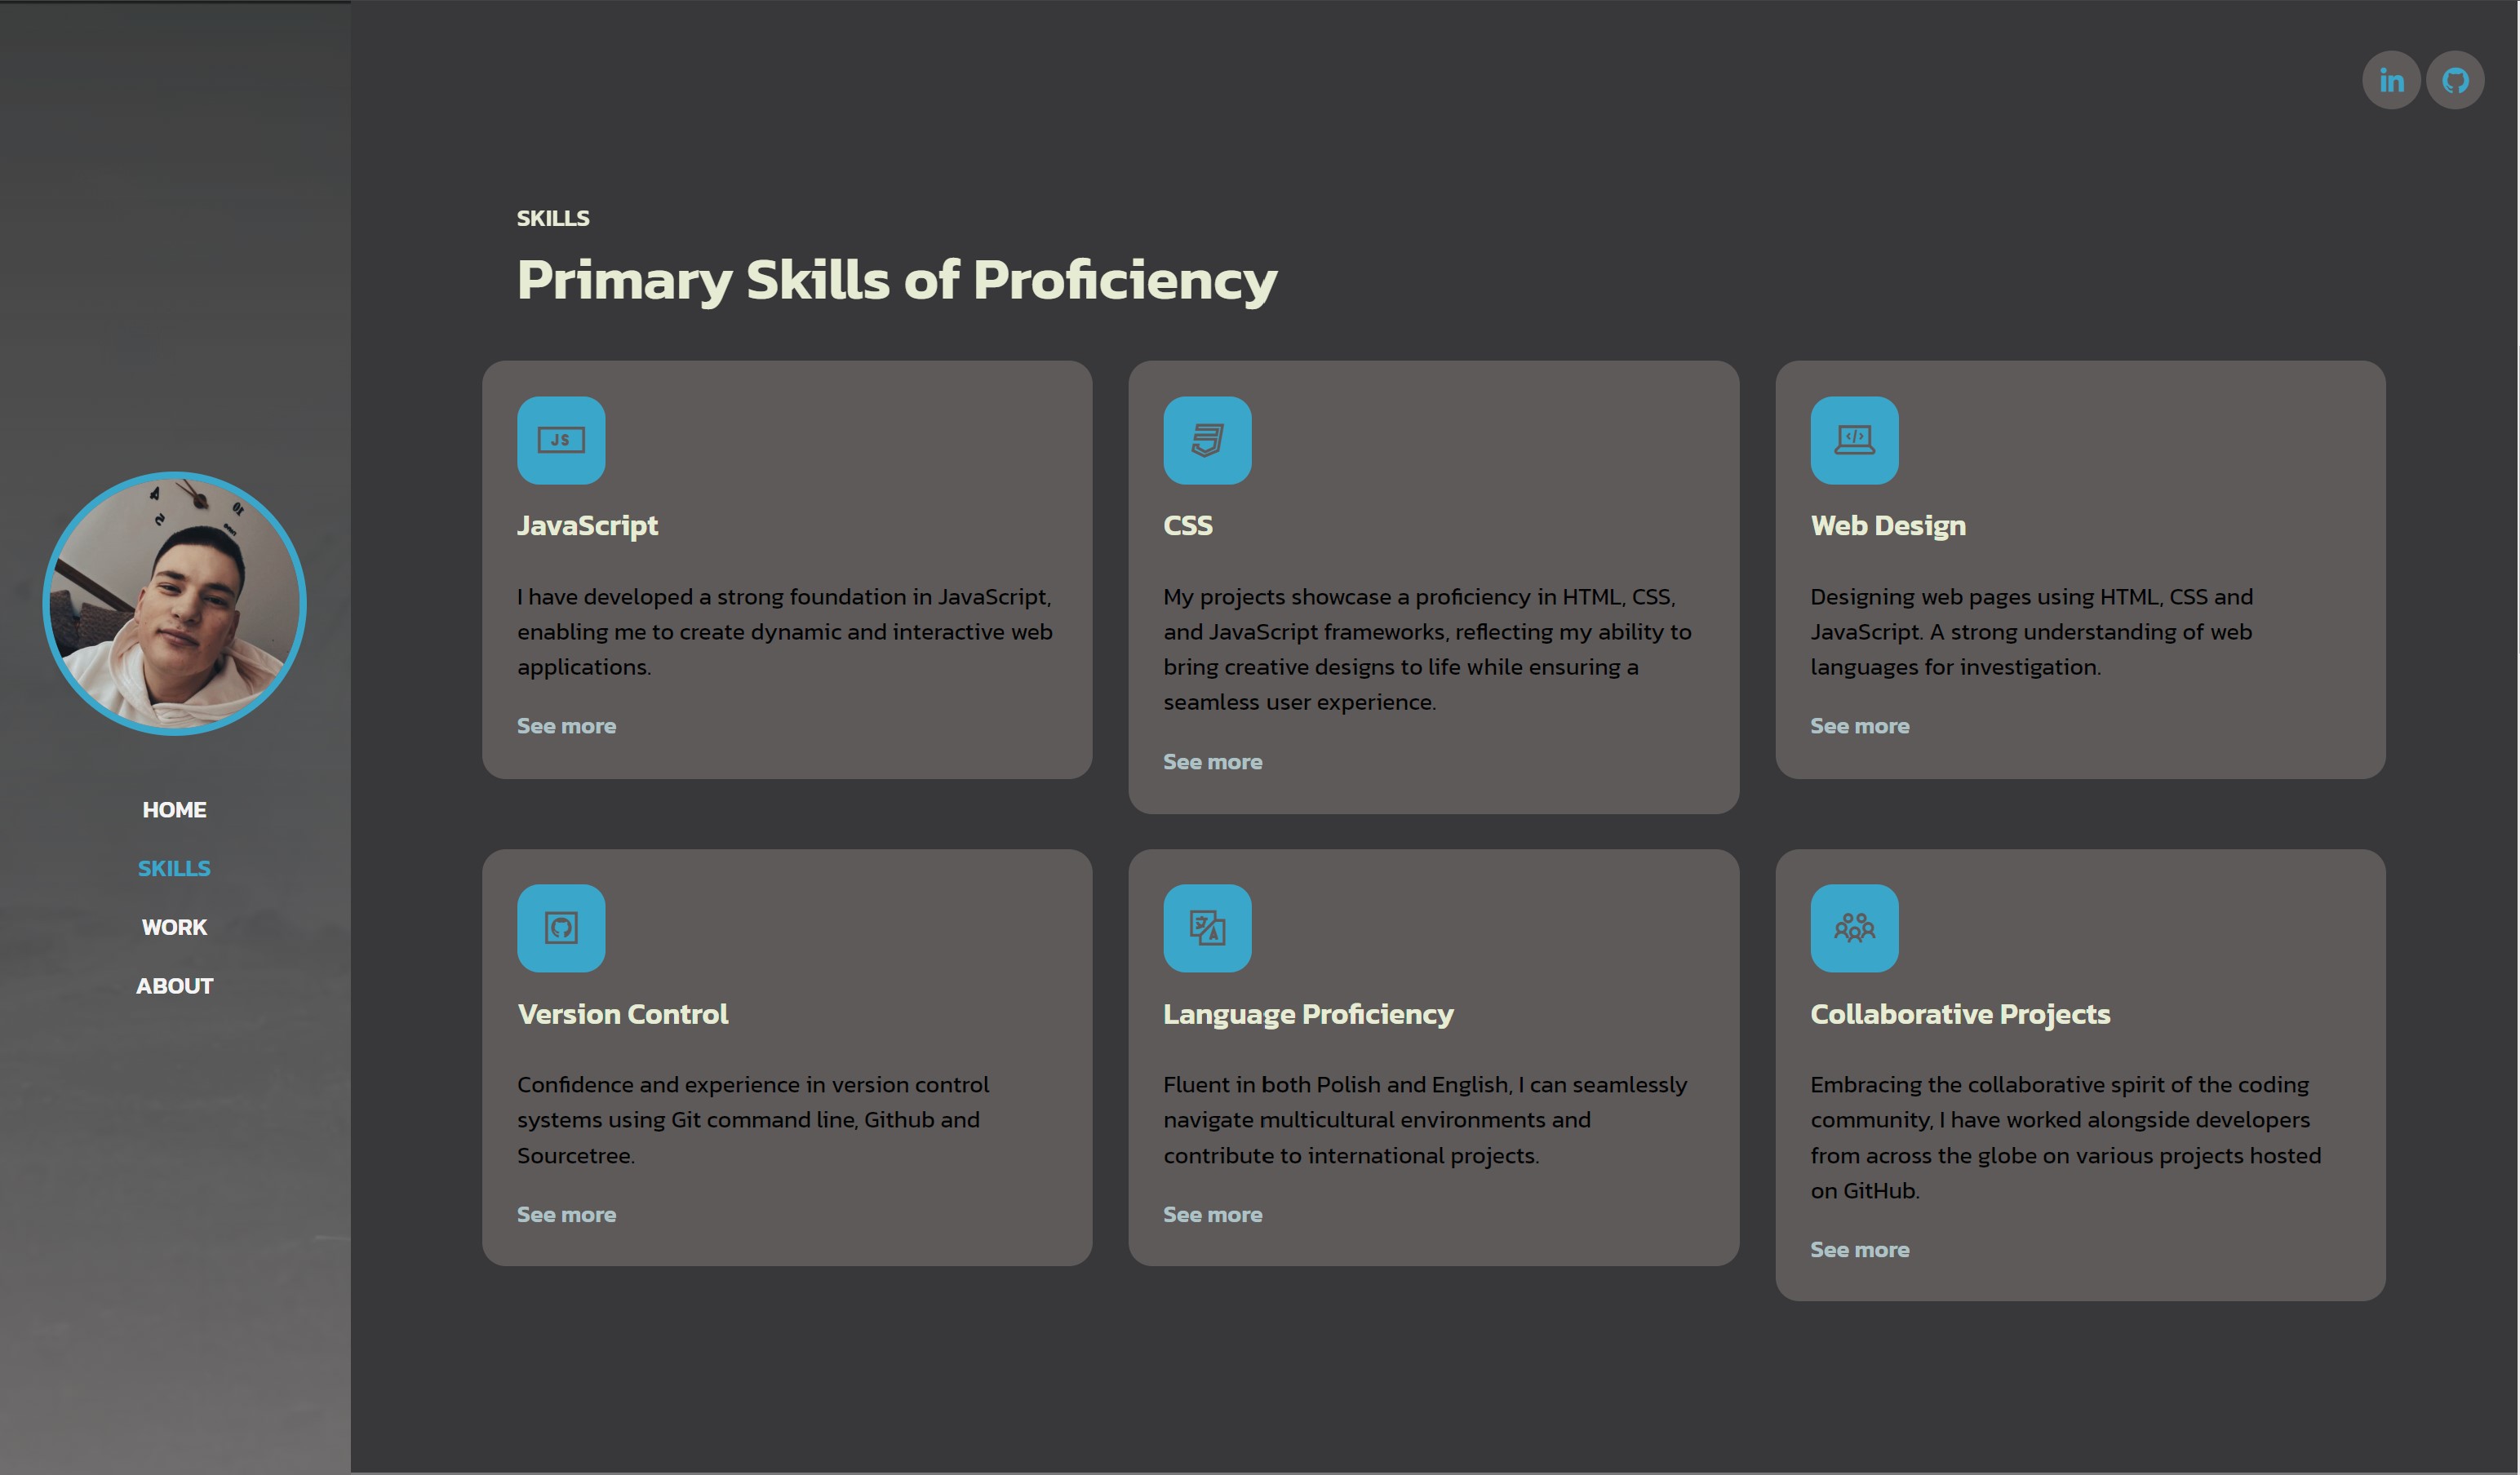 HOME
SKILLS
WORK
ABOUT
in
SKILLS
Primary Skills of Proficiency
JS
JavaScript
I have developed a strong foundation in JavaScript,
enabling me to create dynamic and interactive web
applications.
See more
CSS
My projects showcase a proficiency in HTML, CSS,
and JavaScript frameworks, reflecting my ability to
bring creative designs to life while ensuring a
seamless user experience.
See more
</>
Web Design
Designing web pages using HTML, CSS and
JavaScript. A strong understanding of web
languages for investigation.
See more
Version Control
Confidence and experience in version control
systems using Git command line, Github and
Sourcetree.
See more
文A
Language Proficiency
Fluent in both Polish and English, I can seamlessly
navigate multicultural environments and
contribute to international projects.
See more
Collaborative Projects
Embracing the collaborative spirit of the coding
community, I have worked alongside developers
from across the globe on various projects hosted
on GitHub.
See more